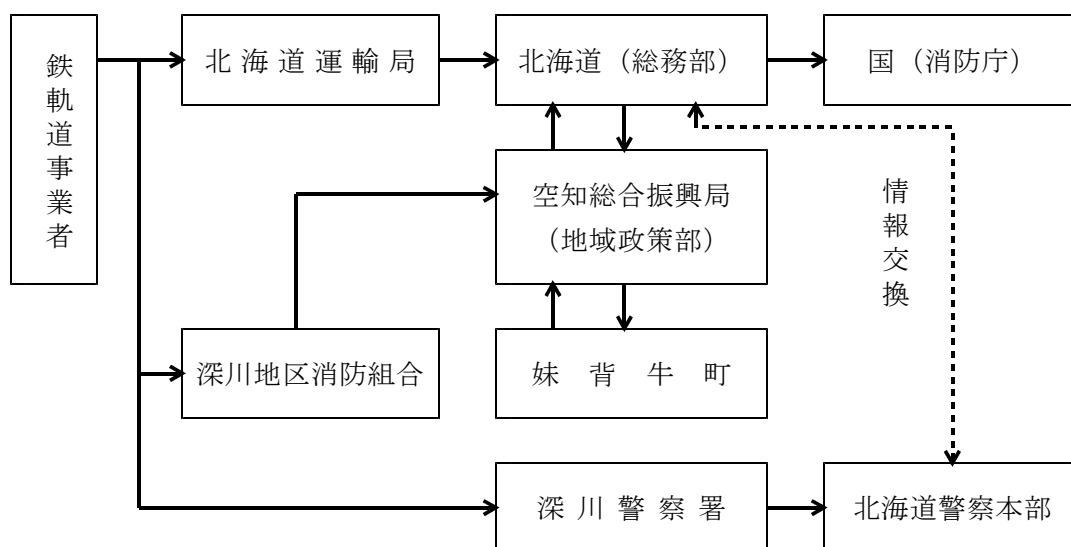 鉄軌道事業者
北海道運輸局
北海道（総務部）
国（消防庁）
空知総合振興局
（地域政策部）
情報交換
深川地区消防組合
妹背牛町
深川警察署
北海道警察本部